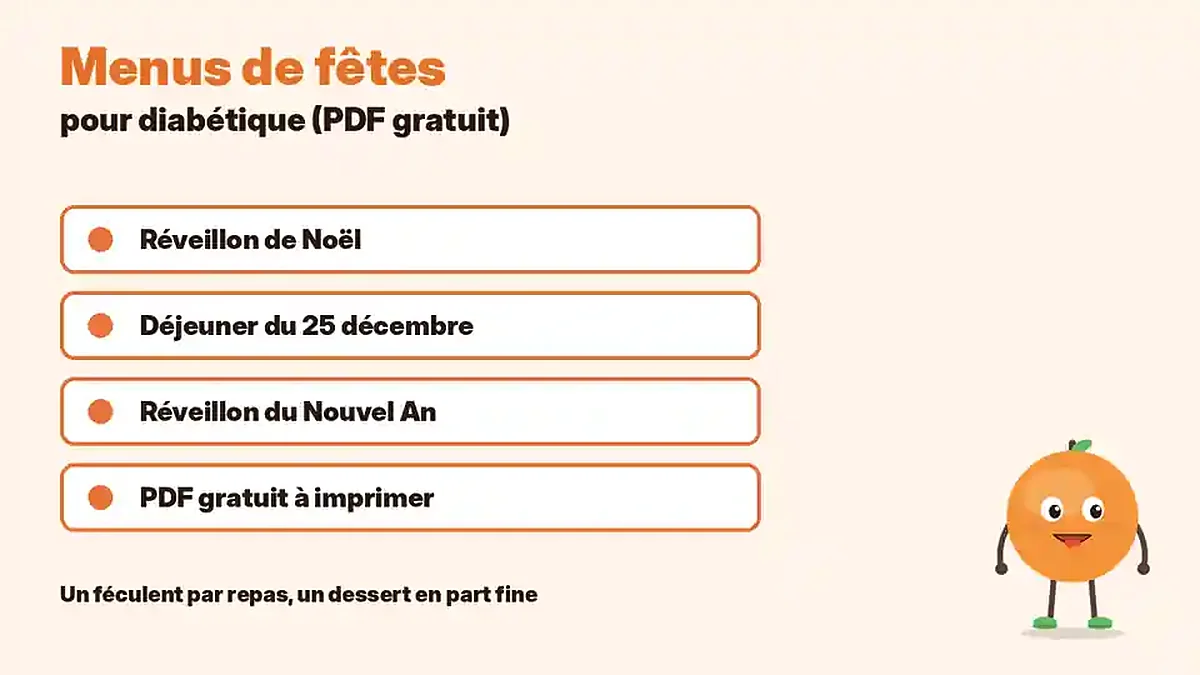 Menus de fêtes
pour diabétique (PDF gratuit)
Réveillon de Noël
Déjeuner du 25 décembre
Réveillon du Nouvel An
PDF gratuit à imprimer
Un féculent par repas, un dessert en part fine